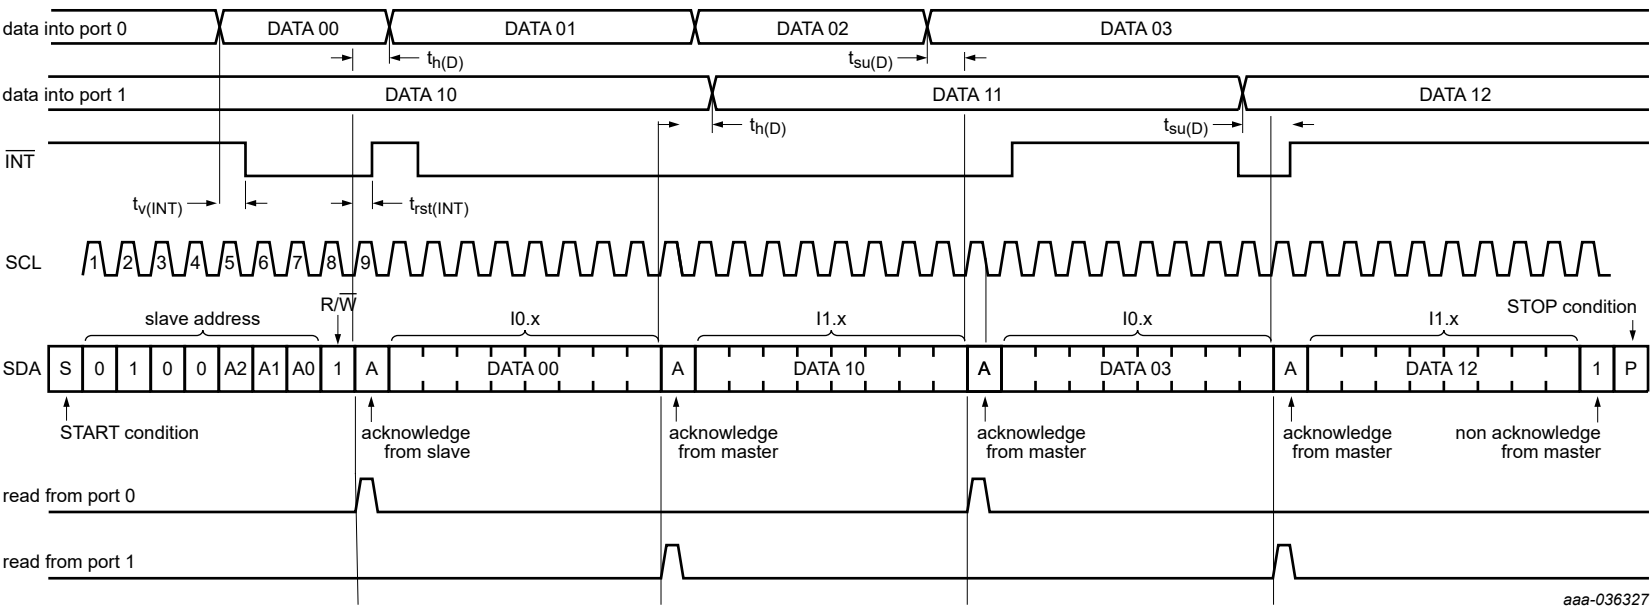 data into port 0 DATA 00 DATA 01 DATA 02 DATA 03
th(D) tsu(D)
data into port 1 DATA 10 DATA 11 DATA 12
th(D) tsu(D)
INT
tv(INT) trst(INT)
SCL 1 2 3 4 5 6 7 8 9
R/W
slave address I0.x I1.x I0.x I1.x STOP condition
SDA S 0 1 0 0 A2 A1 A0 1 A DATA 00 A DATA 10 A DATA 03 A DATA 12 1 P
START condition acknowledge acknowledge acknowledge acknowledge non acknowledge
from slave from master from master from master from master
read from port 0
read from port 1
aaa-036327